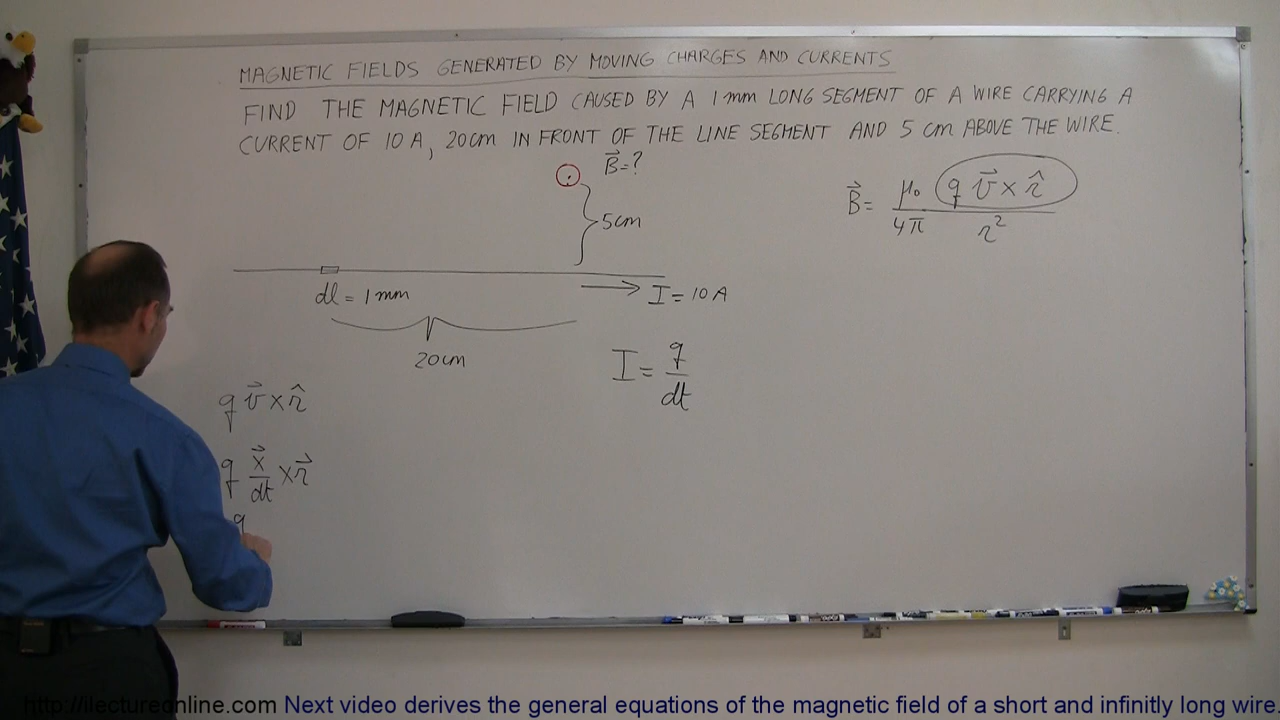 MAGNETIC FIELDS GENERATED BY MOVING CHARGES AND CURRENTS
FIND THE MAGNETIC FIELD CAUSED BY A 1mm LONG SEGMENT OF A WIRE CARRYING A
CURRENT OF 10 A, 20cm IN FRONT OF THE LINE SEGMENT AND 5 cm ABOVE THE WIRE.
B⃗=?
B⃗= μ₀ q v⃗ × r̂ / 4π r²
5cm
dl = 1mm
I = 10 A
20cm
I = q/dt
q v⃗ × r̂
q x⃗/dt × r⃗
q
http://ilectureonline.com Next video derives the general equations of the magnetic field of a short and infinitly long wire.